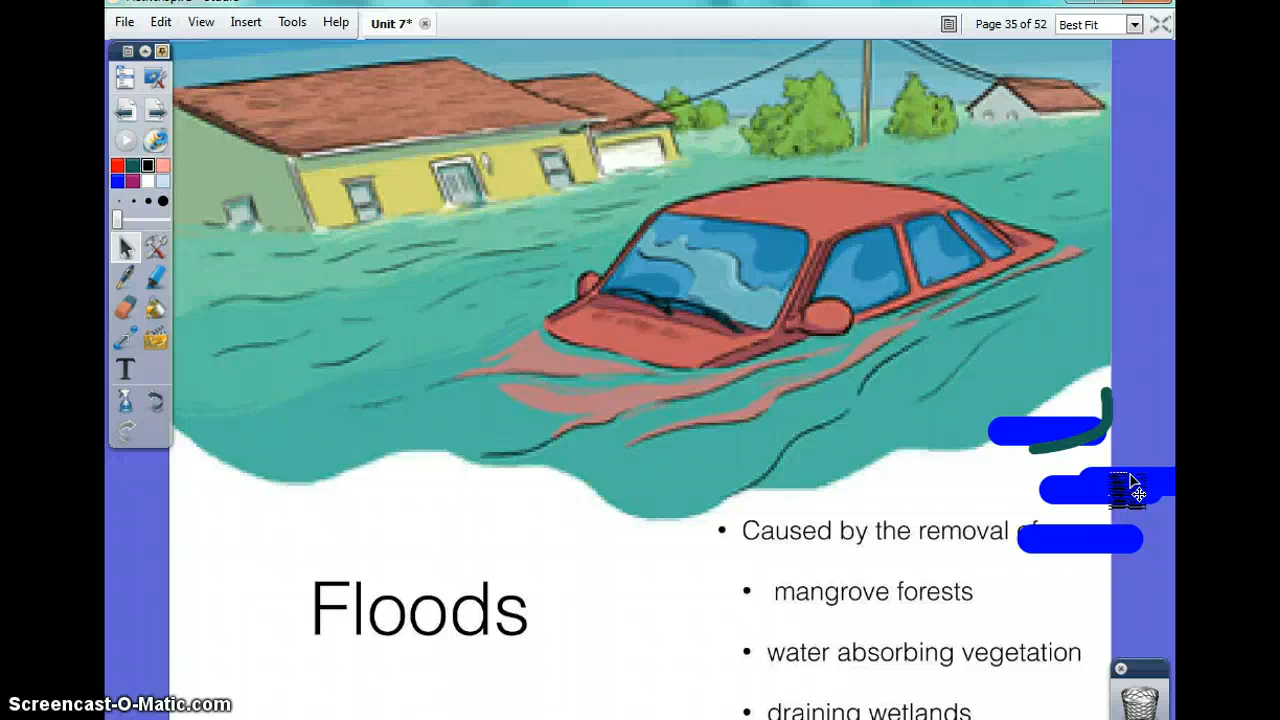 File Edit View Insert Tools Help Unit 7* Page 35 of 52 Best Fit
T
Caused by the removal of
Floods
mangrove forests
water absorbing vegetation
draining wetlands
Screencast-O-Matic.com